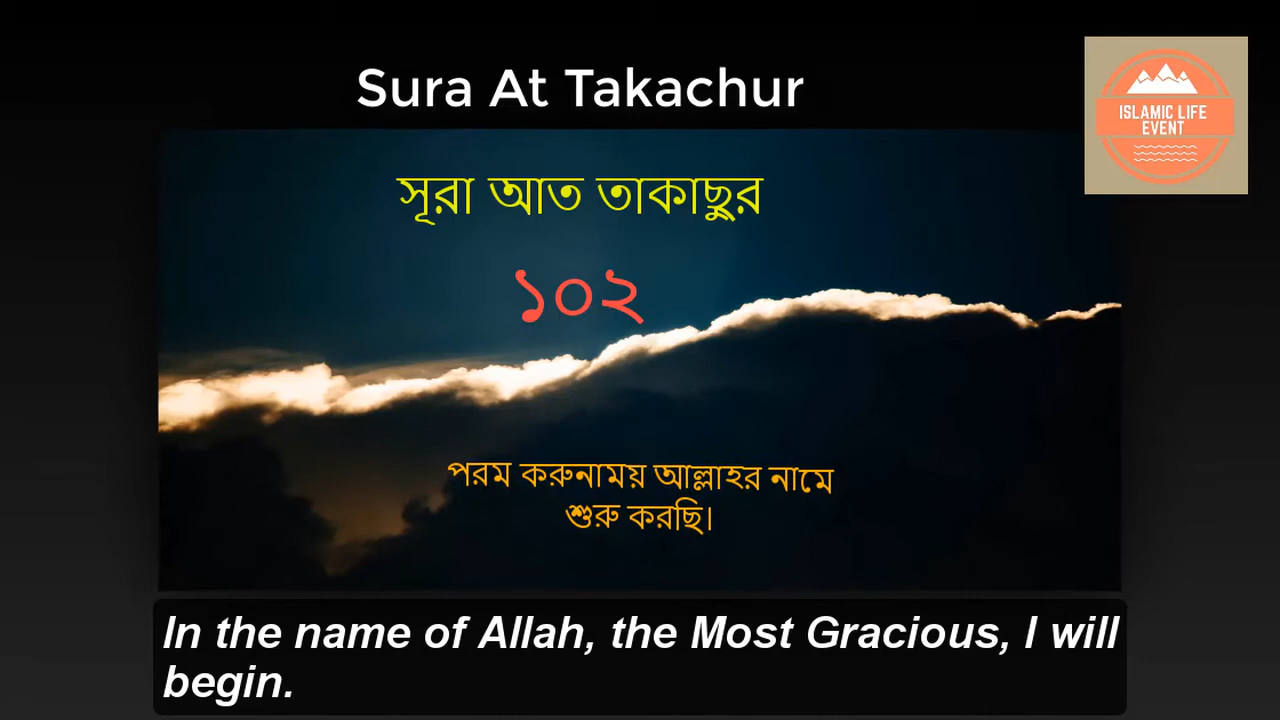 Sura At Takachur
ISLAMIC LIFE
EVENT
সূরা আত তাকাছুর
১০২
পরম করুনাময় আল্লাহর নামে
শুরু করছি।
In the name of Allah, the Most Gracious, I will
begin.